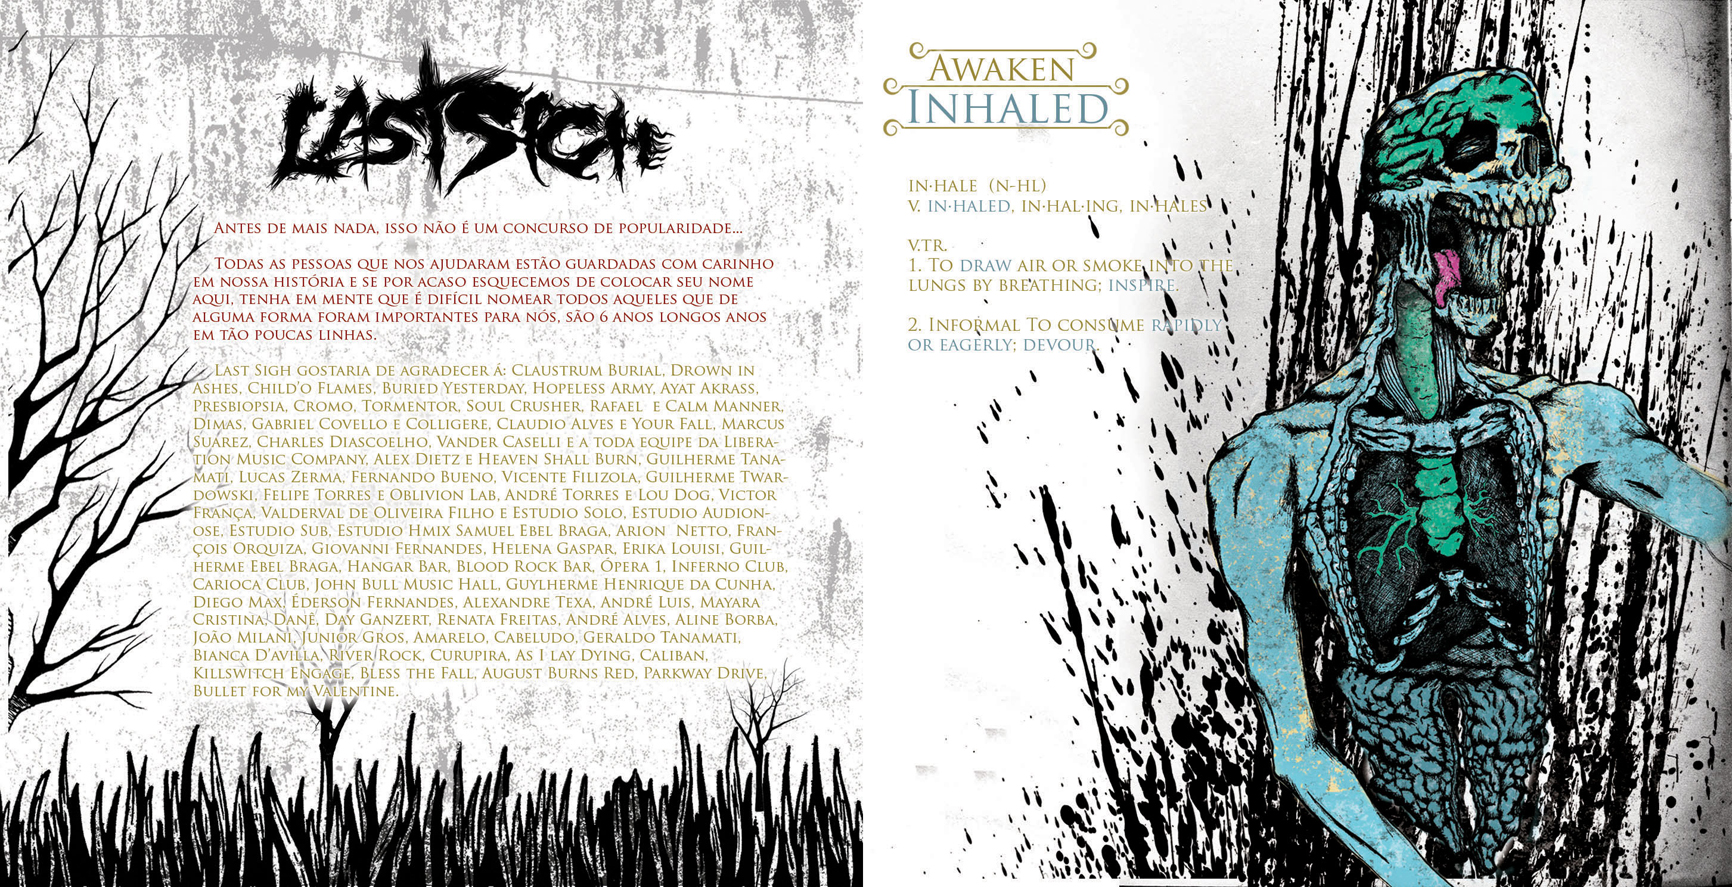 LAST SIGH
Antes de mais nada, isso não é um concurso de popularidade...
Todas as pessoas que nos ajudaram estão guardadas com carinho
em nossa história e se por acaso esquecemos de colocar seu nome
aqui, tenha em mente que é difícil nomear todos aqueles que de
alguma forma foram importantes para nós, são 6 anos longos anos
em tão poucas linhas.
Last Sigh gostaria de agradecer á: Claustrum Burial, Drown in
Ashes, Child'o Flames, Buried Yesterday, Hopeless Army, Ayat Akrass,
Presbiopsia, Cromo, Tormentor, Soul Crusher, Rafael e Calm Manner,
Dimas, Gabriel Covello e Colligere, Claudio Alves e Your Fall, Marcus
Suárez, Charles Diascoelho, Vander Caselli e a toda equipe da Libera-
tion Music Company, Alex Dietz e Heaven Shall Burn, Guilherme Tana-
mati, Lucas Zerma, Fernando Bueno, Vicente Filizola, Guilherme Twar-
dowski, Felipe Torres e Oblivion Lab, André Torres e Lou Dog, Victor
França, Valderval de Oliveira Filho e Estudio Solo, Estudio Audion-
ose, Estudio Sub, Estudio Hmix Samuel Ebel Braga, Arion Netto, Fran-
çois Orquiza, Giovanni Fernandes, Helena Gaspar, Erika Louisi, Guil-
herme Ebel Braga, Hangar Bar, Blood Rock Bar, Ópera 1, Inferno Club,
Carioca Club, John Bull Music Hall, Guylherme Henrique da Cunha,
Diego Max, Éderson Fernandes, Alexandre Texa, André Luis, Mayara
Cristina, Danê, Day Ganzert, Renata Freitas, André Alves, Aline Borba,
João Milani, Junior Gros, Amarelo, Cabeludo, Geraldo Tanamati,
Bianca D'avilla, River Rock, Curupira, As I lay Dying, Caliban,
Killswitch Engage, Bless the Fall, August Burns Red, Parkway Drive,
Bullet for my Valentine.
Awaken
Inhaled
in·hale (n-hl)
v. in·haled, in·hal·ing, in·hales
v.tr.
1. To draw air or smoke into the
lungs by breathing; inspire.
2. Informal To consume rapidly
or eagerly; devour.